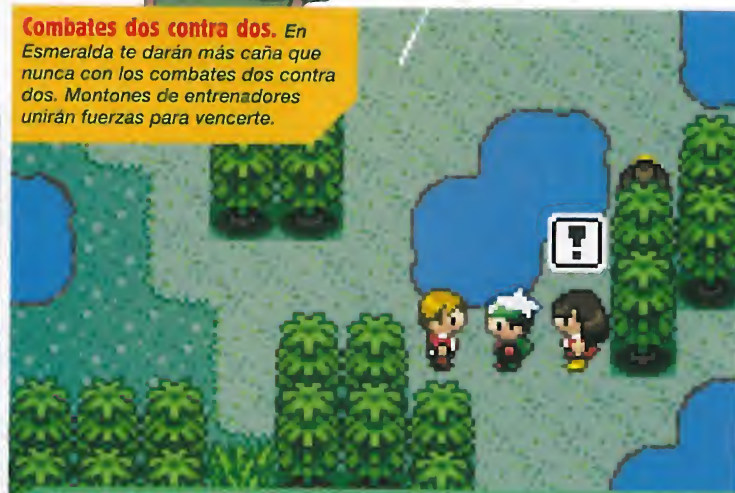 Combates dos contra dos. En
Esmeralda te darán más caña que
nunca con los combates dos contra
dos. Montones de entrenadores
unirán fuerzas para vencerte.
!